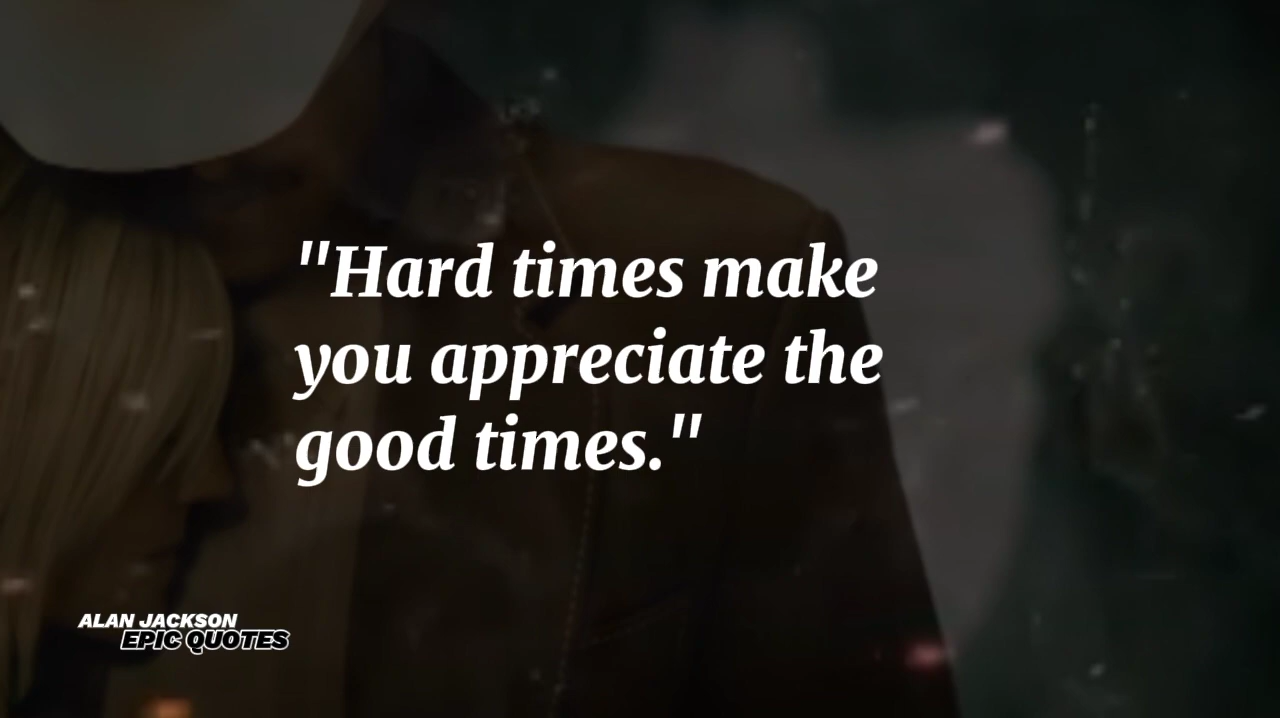 "Hard times make
you appreciate the
good times."
ALAN JACKSON
EPIC QUOTES